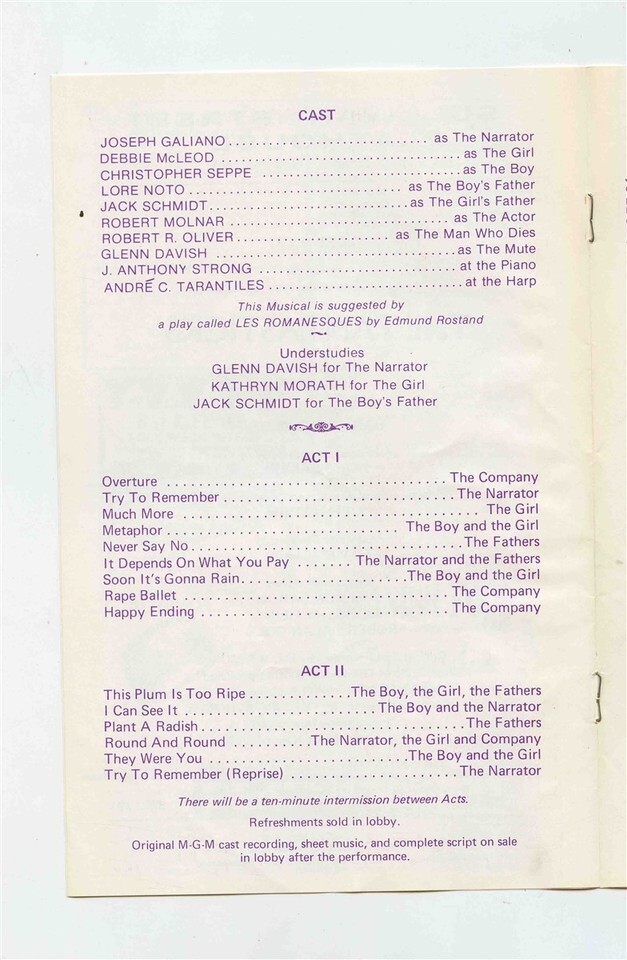 CAST
JOSEPH GALIANO.............................. as The Narrator
DEBBIE McLEOD .................................... as The Girl
CHRISTOPHER SEPPE .............................. as The Boy
LORE NOTO ................................ as The Boy's Father
JACK SCHMIDT.............................. as The Girl's Father
ROBERT MOLNAR ................................. as The Actor
ROBERT R. OLIVER....................... as The Man Who Dies
GLENN DAVISH .................................... as The Mute
J. ANTHONY STRONG .............................. at the Piano
ANDRÉ C. TARANTILES ............................. at the Harp
This Musical is suggested by
a play called LES ROMANESQUES by Edmund Rostand
Understudies
GLENN DAVISH for The Narrator
KATHRYN MORATH for The Girl
JACK SCHMIDT for The Boy's Father
ACT I
Overture .................................... The Company
Try To Remember .............................. The Narrator
Much More ........................................ The Girl
Metaphor .............................. The Boy and the Girl
Never Say No........................................ The Fathers
It Depends On What You Pay ....... The Narrator and the Fathers
Soon It's Gonna Rain......................... The Boy and the Girl
Rape Ballet .................................. The Company
Happy Ending ................................ The Company
ACT II
This Plum Is Too Ripe ............. The Boy, the Girl, the Fathers
I Can See It ......................... The Boy and the Narrator
Plant A Radish...................................... The Fathers
Round And Round .......... The Narrator, the Girl and Company
They Were You .......................... The Boy and the Girl
Try To Remember (Reprise) ...................... The Narrator
There will be a ten-minute intermission between Acts.
Refreshments sold in lobby.
Original M-G-M cast recording, sheet music, and complete script on sale
in lobby after the performance.